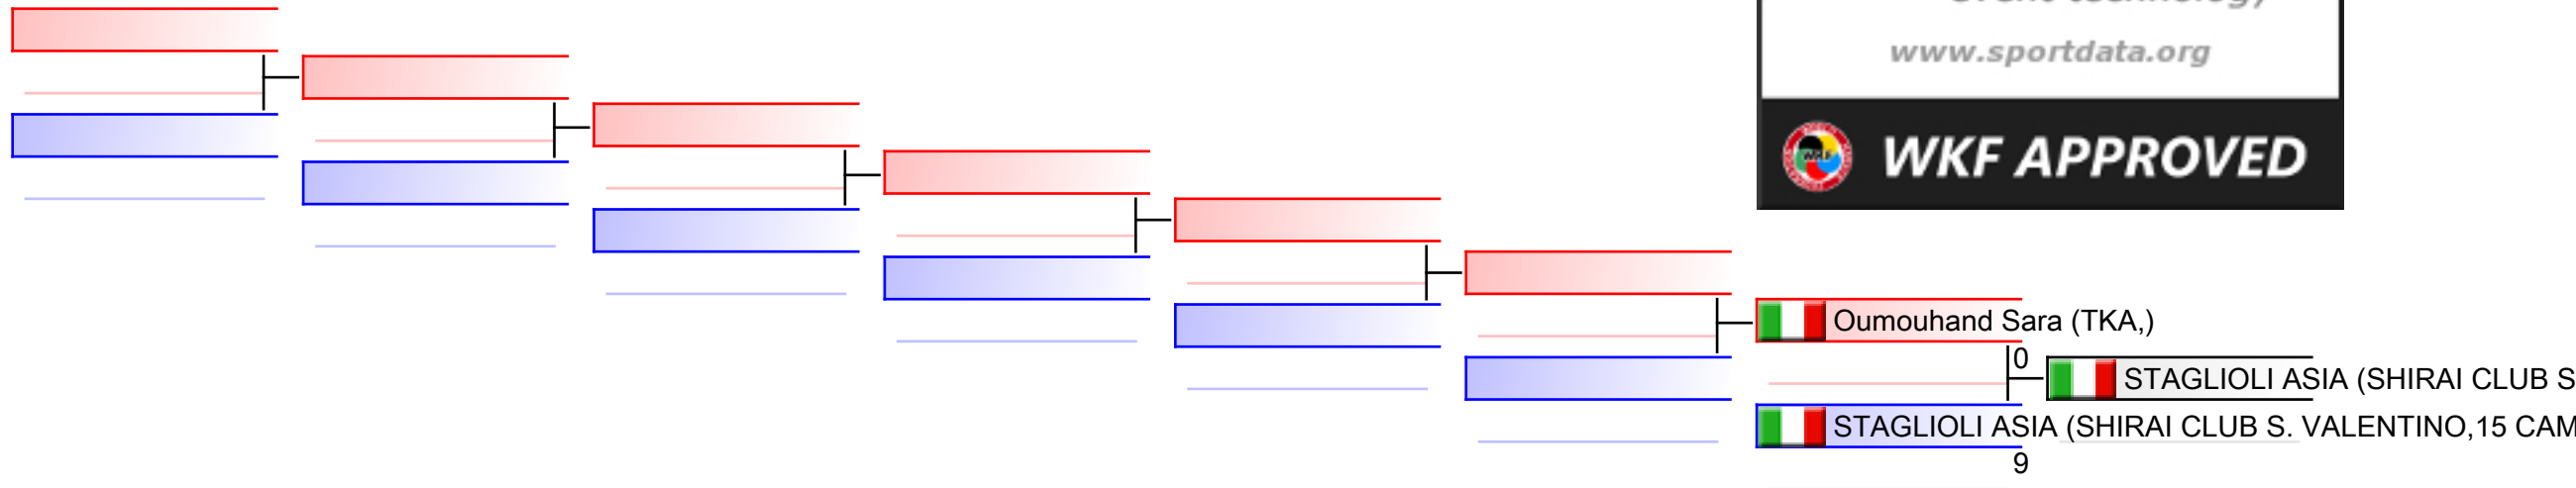 www.sportdata.org
WKF APPROVED
Oumouhand Sara (TKA,)
0
STAGLIOLI ASIA (SHIRAI CLUB S
STAGLIOLI ASIA (SHIRAI CLUB S. VALENTINO,15 CAM
9